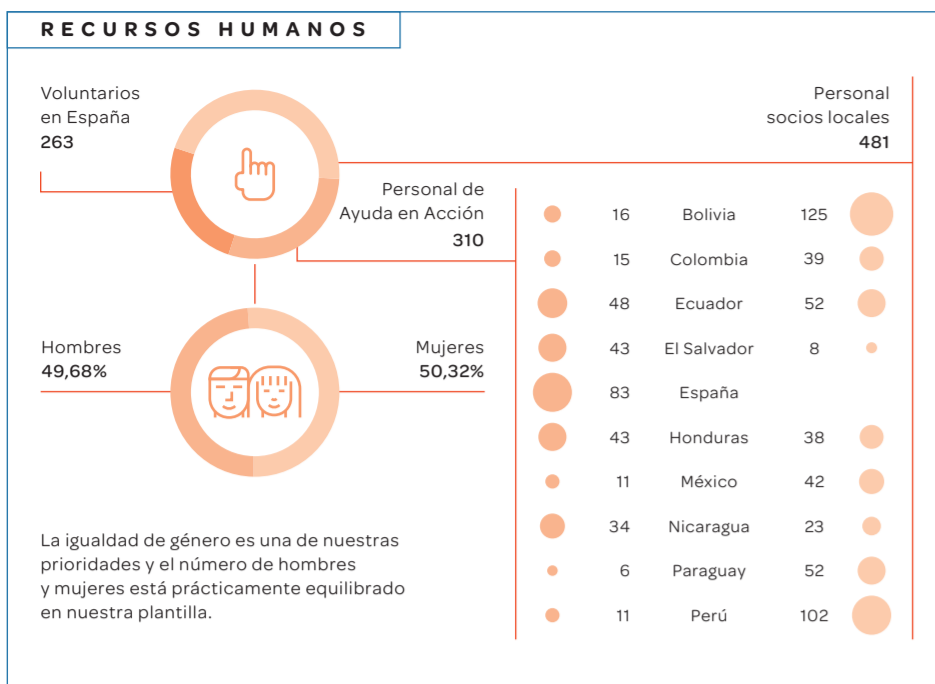 RECURSOS HUMANOS
Voluntarios
en España
263
Personal
socios locales
481
Personal de
Ayuda en Acción
310
16 Bolivia 125
15 Colombia 39
48 Ecuador 52
43 El Salvador 8
83 España
43 Honduras 38
11 México 42
34 Nicaragua 23
6 Paraguay 52
11 Perú 102
Hombres
49,68%
Mujeres
50,32%
La igualdad de género es una de nuestras
prioridades y el número de hombres
y mujeres está prácticamente equilibrado
en nuestra plantilla.